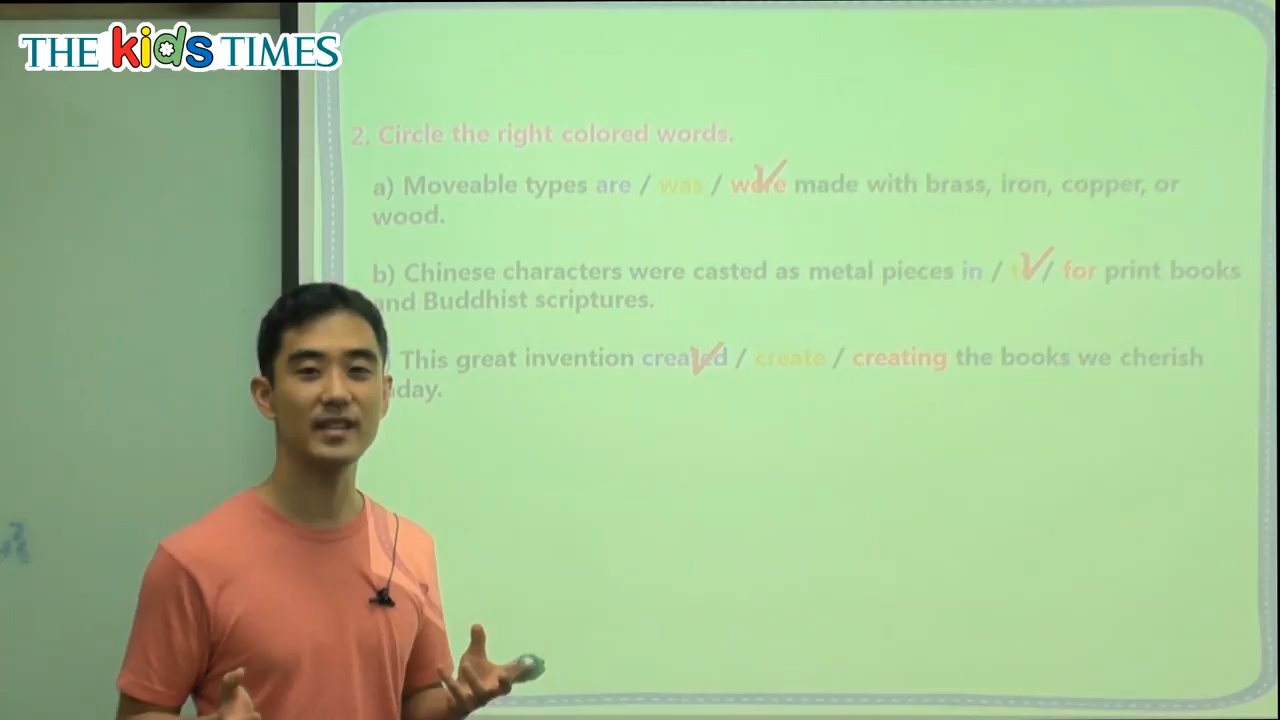 THE kids TIMES
2. Circle the right colored words.
a) Moveable types are / was / were made with brass, iron, copper, or
wood.
b) Chinese characters were casted as metal pieces in / / for print books
and Buddhist scriptures.
This great invention created / create / creating the books we cherish